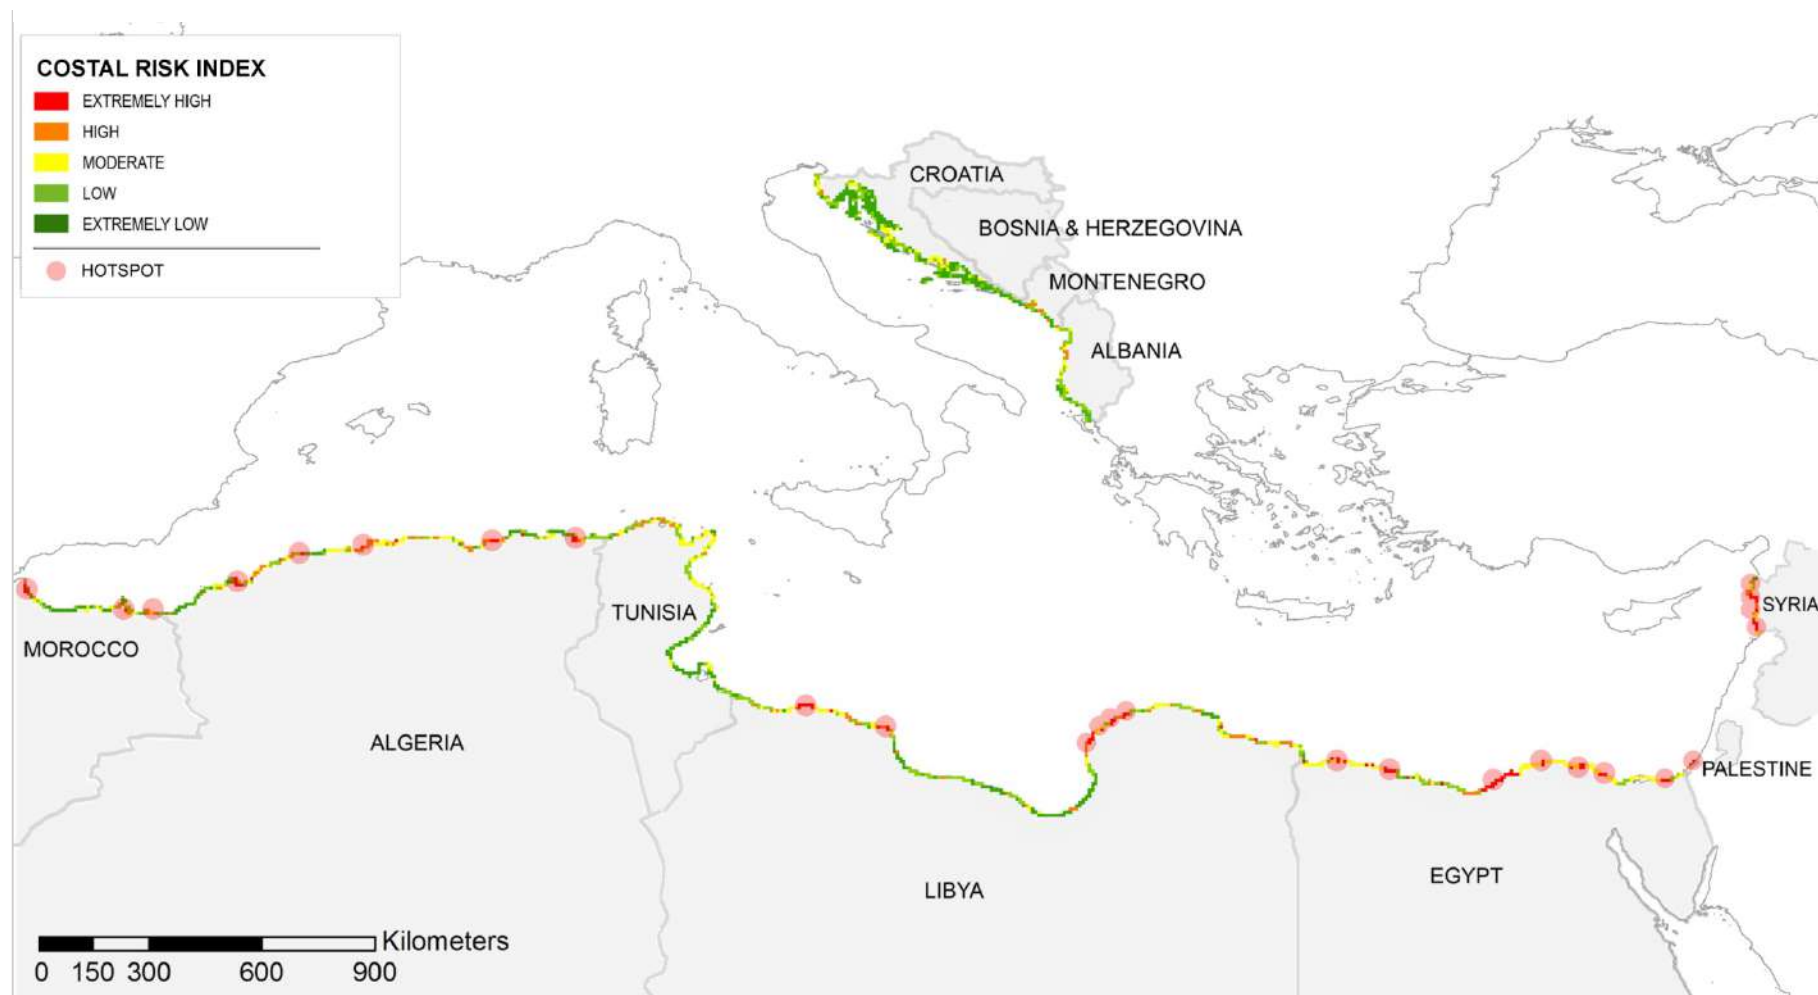 COSTAL RISK INDEX
EXTREMELY HIGH
HIGH
MODERATE
LOW
EXTREMELY LOW
HOTSPOT
CROATIA
BOSNIA & HERZEGOVINA
MONTENEGRO
ALBANIA
TUNISIA
SYRIA
MOROCCO
ALGERIA
PALESTINE
LIBYA
EGYPT
Kilometers
0 150 300 600 900